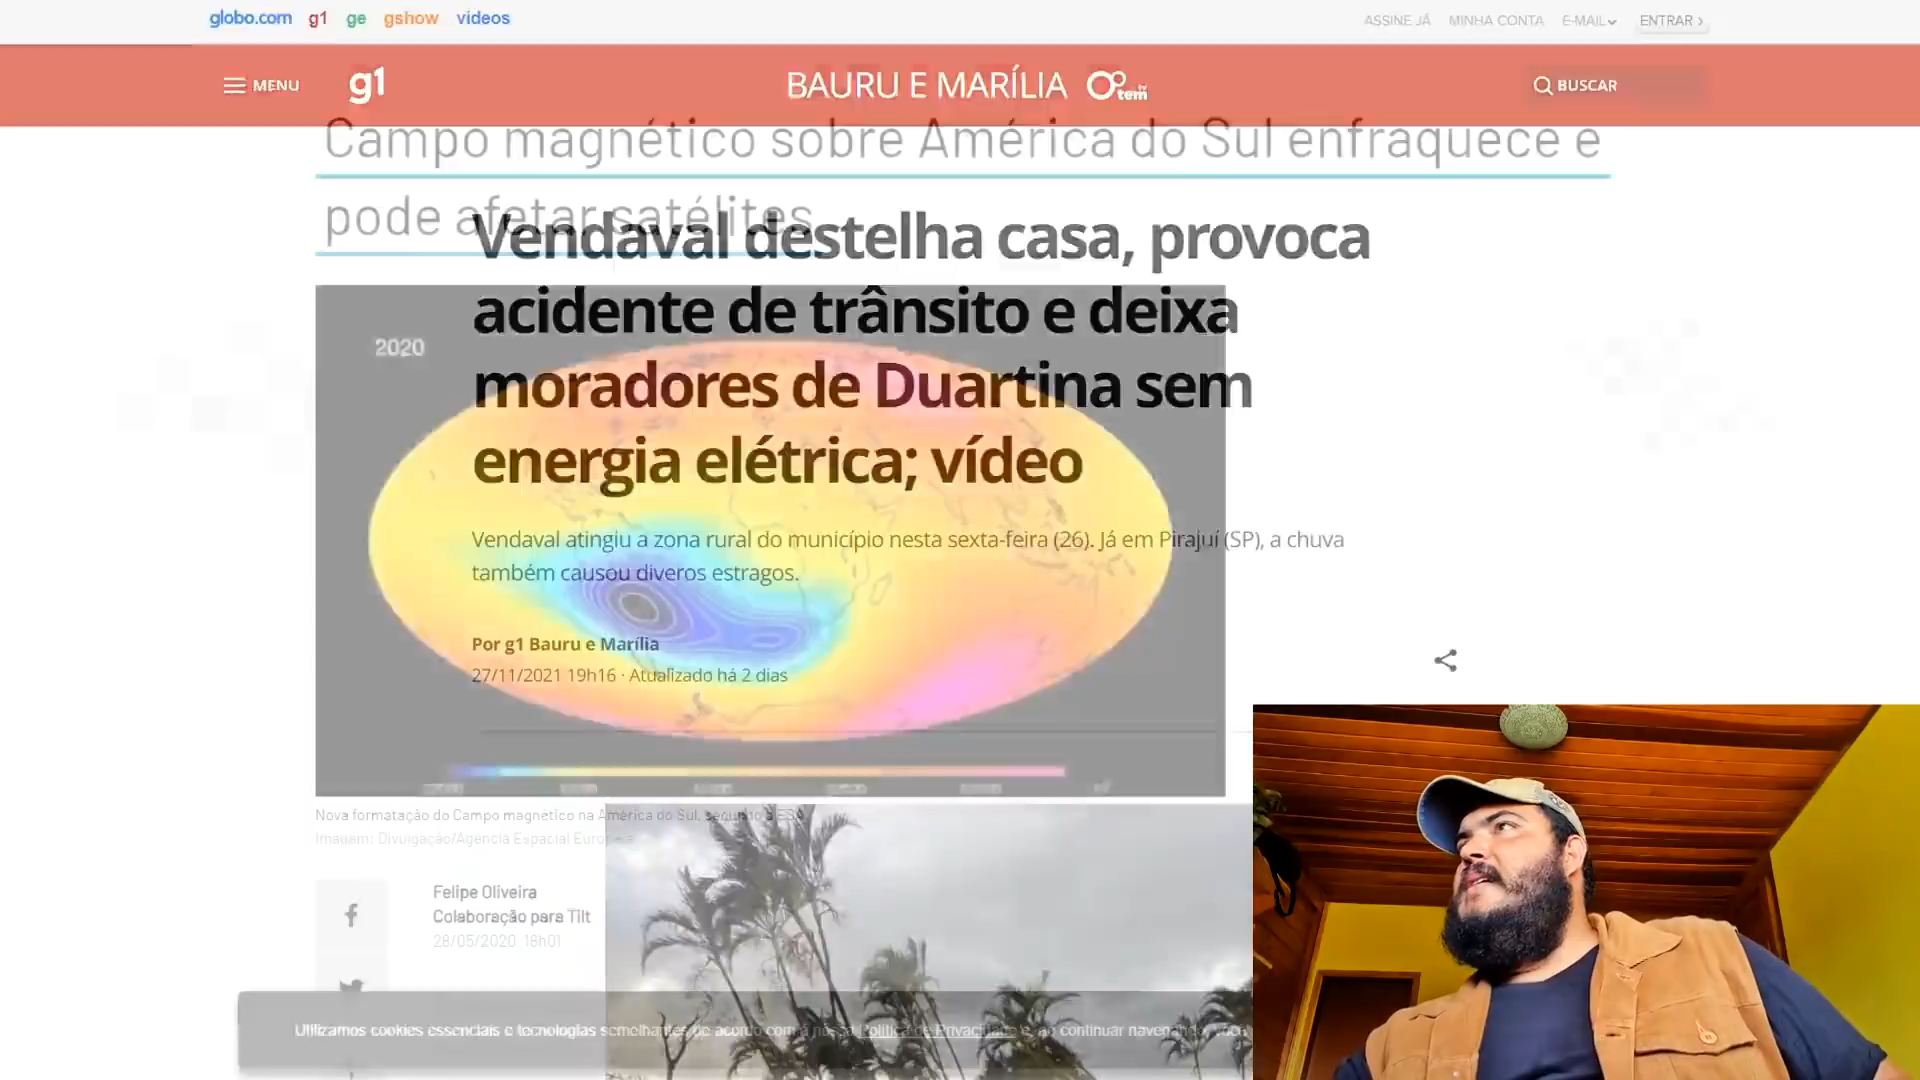 globo.com g1 ge gshow vídeos
ASSINE JÁ MINHA CONTA E-MAIL ENTRAR ›
MENU g1 BAURU E MARÍLIA tv tem BUSCAR
Campo magnético sobre América do Sul enfraquece e
pode afetar satélites
Vendaval destelha casa, provoca
acidente de trânsito e deixa
moradores de Duartina sem
energia elétrica; vídeo
2020
Vendaval atingiu a zona rural do município nesta sexta-feira (26). Já em Pirajuí (SP), a chuva
também causou diveros estragos.
Por g1 Bauru e Marília
27/11/2021 19h16 · Atualizado há 2 dias
Nova formatação do Campo magnético na América do Sul, segundo a ESA
Imagem: Divulgação/Agência Espacial Europeia
Felipe Oliveira
Colaboração para Tilt
28/05/2020 18h01
Utilizamos cookies essenciais e tecnologias semelhantes de acordo com a nossa Política de Privacidade e, ao continuar navegando, você